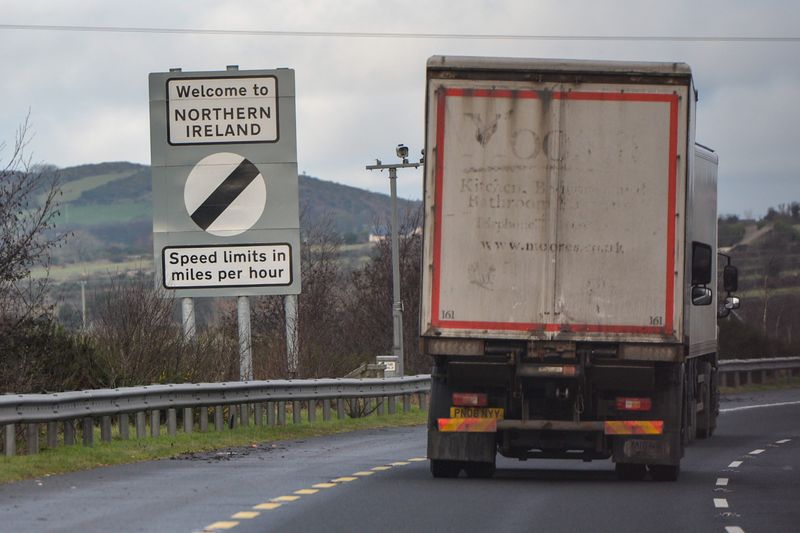 Welcome to
NORTHERN
IRELAND
Speed limits in
miles per hour
Kitchen, Bedroom and
Bathroom
www.moores.co.uk
161
161
PN08 NYY